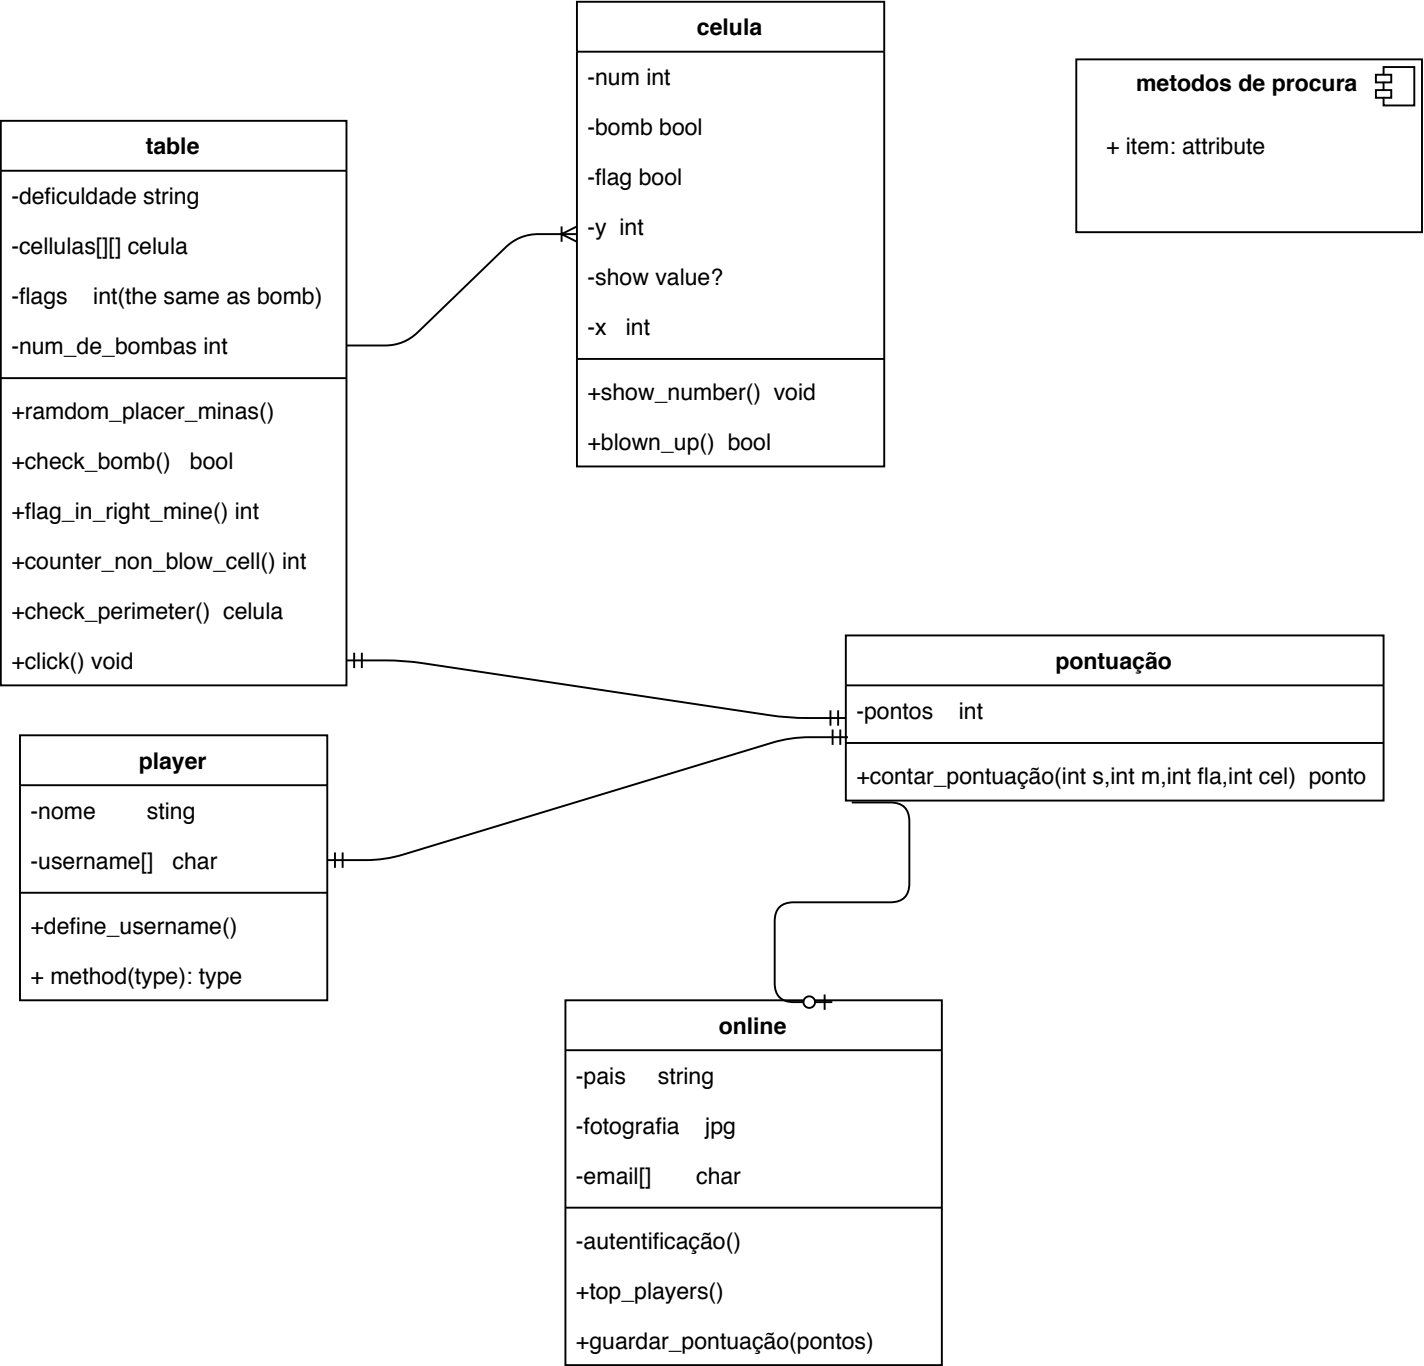 celula
-num int
-bomb bool
-flag bool
-y  int
-show value?
-x   int
+show_number()  void
+blown_up()  bool
metodos de procura
+ item: attribute
table
-deficuldade string
-cellulas[][] celula
-flags    int(the same as bomb)
-num_de_bombas int
+ramdom_placer_minas()
+check_bomb()   bool
+flag_in_right_mine() int
+counter_non_blow_cell() int
+check_perimeter()  celula
+click() void
pontuação
-pontos    int
+contar_pontuação(int s,int m,int fla,int cel)  ponto
player
-nome        sting
-username[]   char
+define_username()
+ method(type): type
online
-pais     string
-fotografia    jpg
-email[]       char
-autentificação()
+top_players()
+guardar_pontuação(pontos)